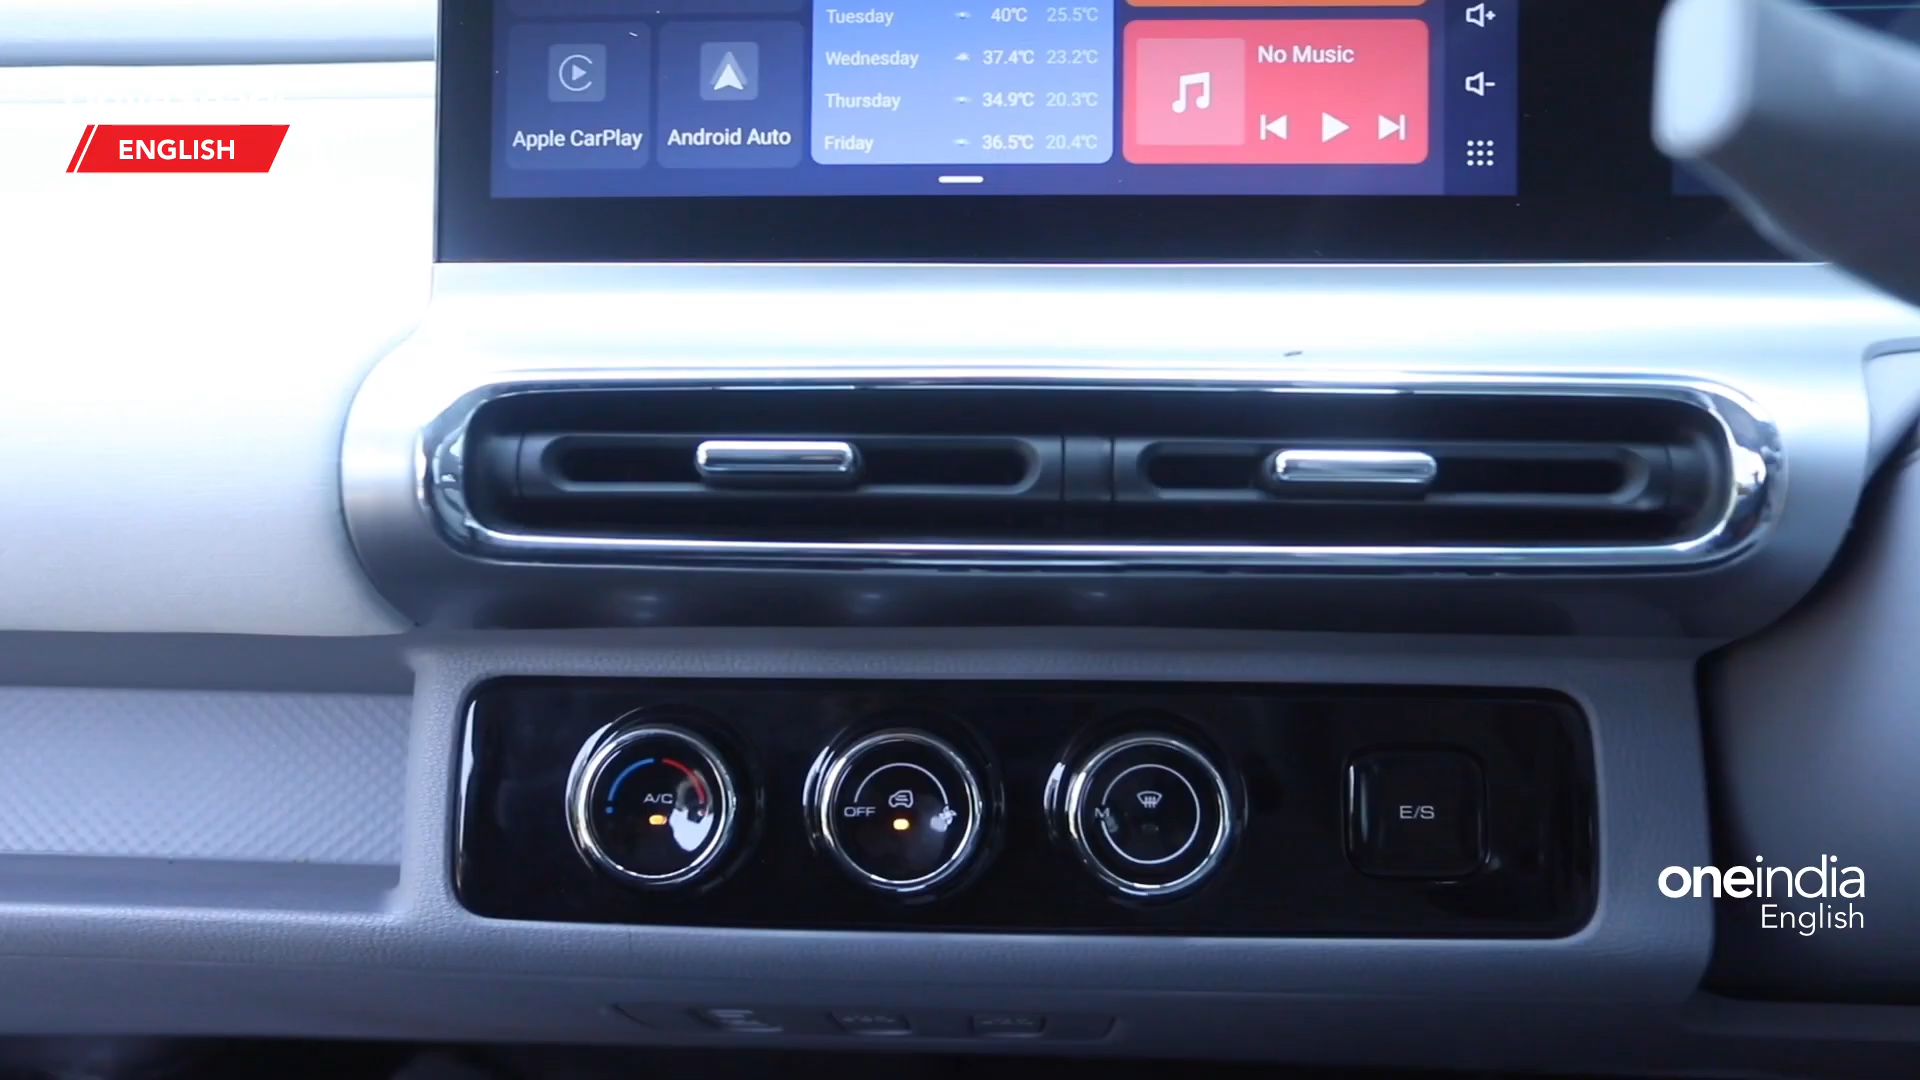 Tuesday 40℃ 25.5℃
Wednesday 37.4℃ 23.2℃
Thursday 34.9℃ 20.3℃
Friday 36.5℃ 20.4℃
Apple CarPlay
Android Auto
No Music
ENGLISH
A/C
OFF
M
E/S
oneindia
English